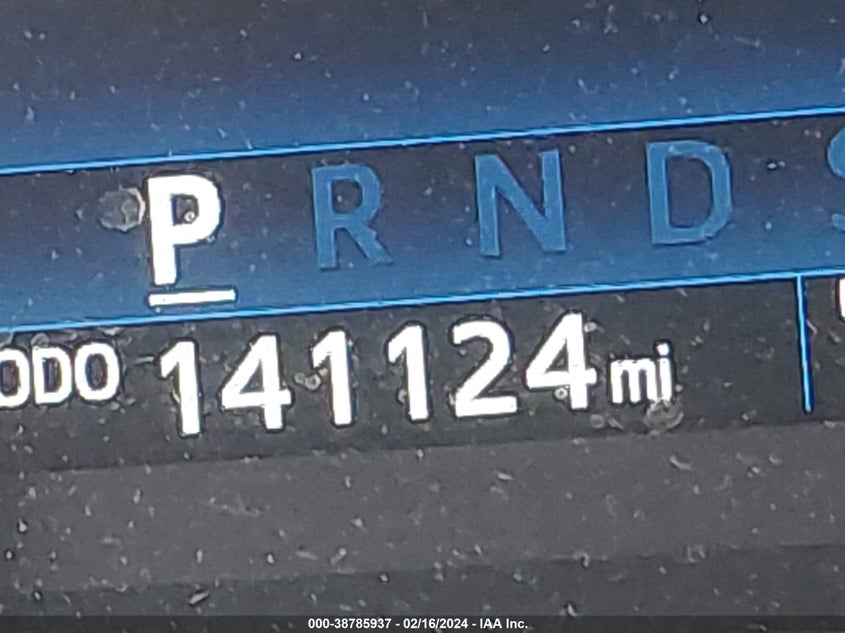 P R N D S
ODO 141124 mi
000-38785937 - 02/16/2024 - IAA Inc.